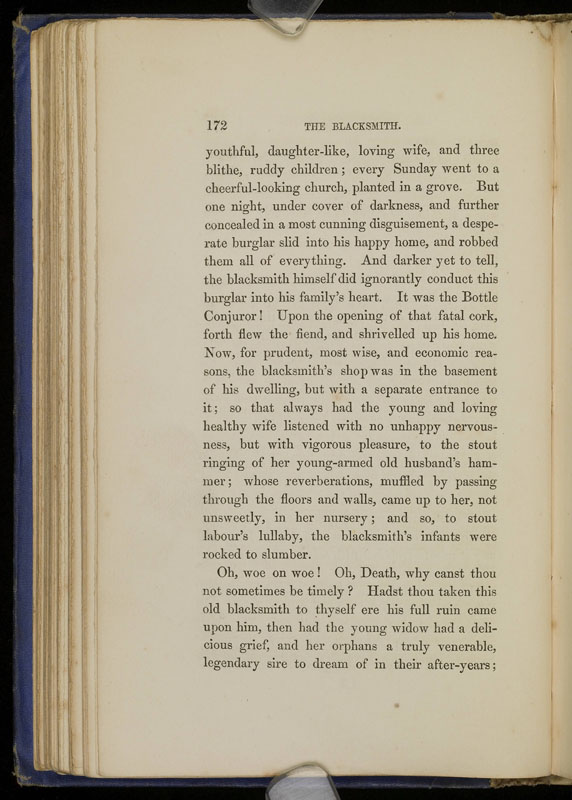 172 THE BLACKSMITH.
youthful, daughter-like, loving wife, and three
blithe, ruddy children; every Sunday went to a
cheerful-looking church, planted in a grove. But
one night, under cover of darkness, and further
concealed in a most cunning disguisement, a despe-
rate burglar slid into his happy home, and robbed
them all of everything. And darker yet to tell,
the blacksmith himself did ignorantly conduct this
burglar into his family's heart. It was the Bottle
Conjuror! Upon the opening of that fatal cork,
forth flew the fiend, and shrivelled up his home.
Now, for prudent, most wise, and economic rea-
sons, the blacksmith's shop was in the basement
of his dwelling, but with a separate entrance to
it; so that always had the young and loving
healthy wife listened with no unhappy nervous-
ness, but with vigorous pleasure, to the stout
ringing of her young-armed old husband's ham-
mer; whose reverberations, muffled by passing
through the floors and walls, came up to her, not
unsweetly, in her nursery; and so, to stout
labour's lullaby, the blacksmith's infants were
rocked to slumber.
Oh, woe on woe! Oh, Death, why canst thou
not sometimes be timely? Hadst thou taken this
old blacksmith to thyself ere his full ruin came
upon him, then had the young widow had a deli-
cious grief, and her orphans a truly venerable,
legendary sire to dream of in their after-years;